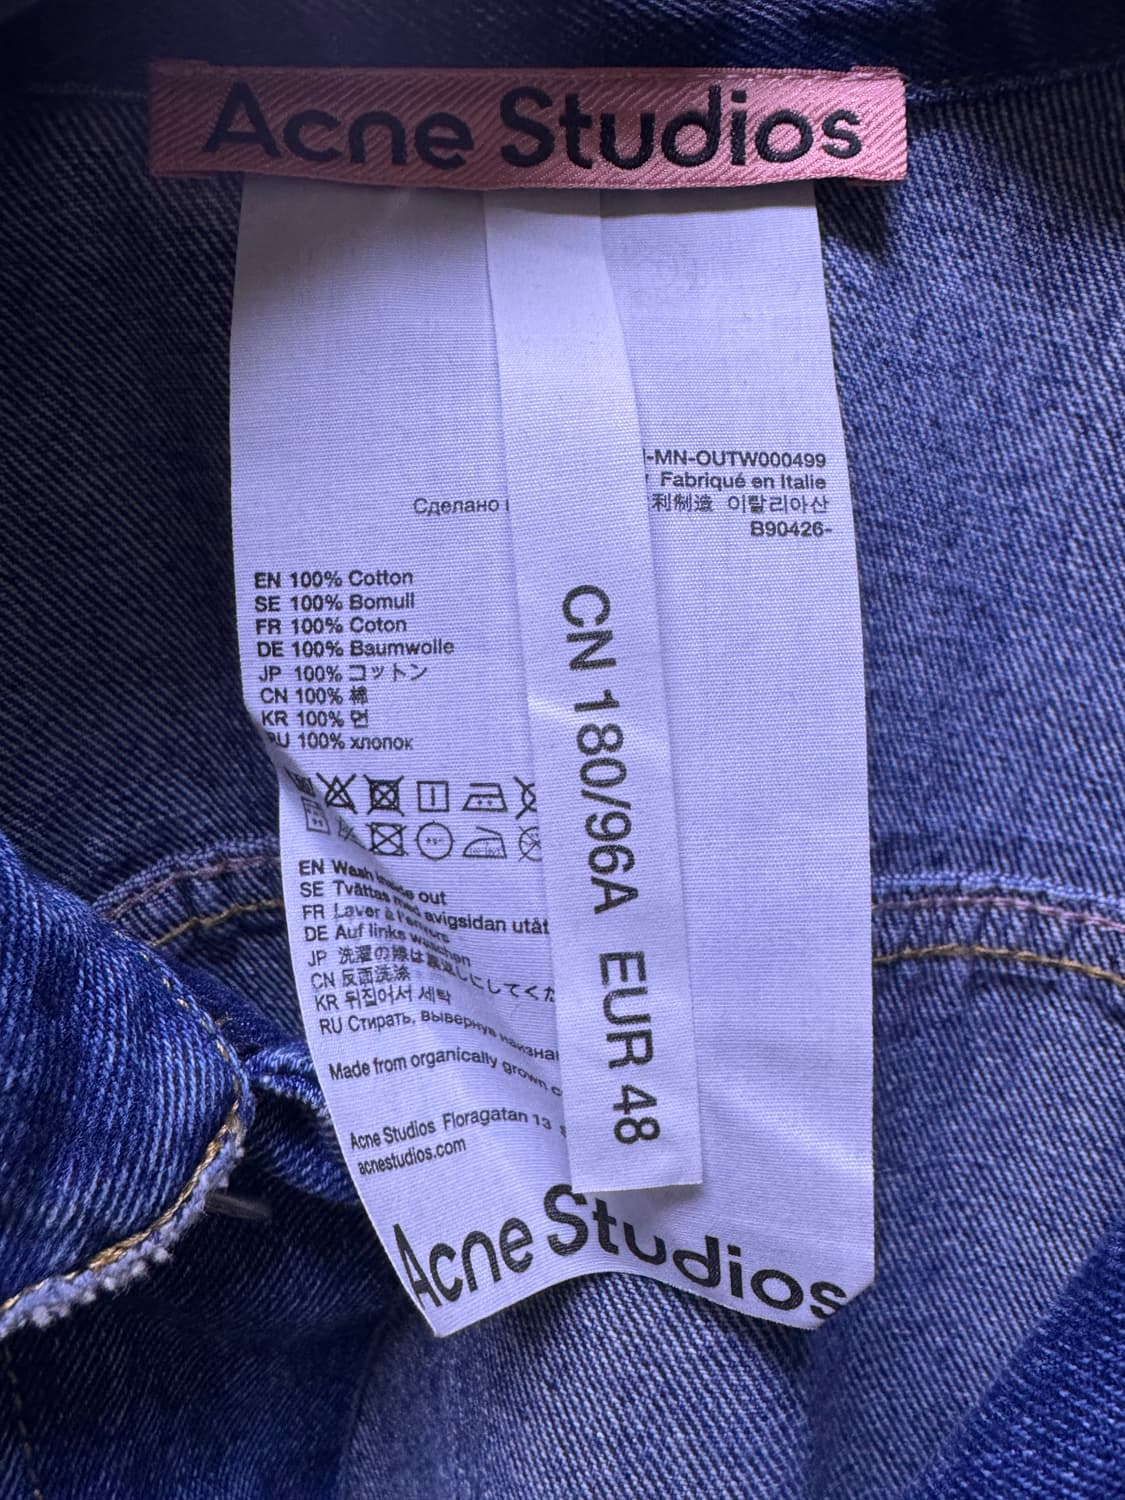 Acne Studios
-MN-OUTW000499
Fabriqué en Italie
Сделано
利制造 이탈리아산
B90426-
EN 100% Cotton
SE 100% Bomull
FR 100% Coton
DE 100% Baumwolle
JP 100% コットン
CN 100% 棉
KR 100% 면
RU 100% хлопок
EN Wash inside out
SE Tvättas med avigsidan utåt
FR Laver à l'envers
DE Auf links waschen
JP 洗濯の際は裏返しにしてくだ
CN 反面洗涤
KR 뒤집어서 세탁
RU Стирать, вывернув наизнан
Made from organically grown c
Acne Studios Floragatan 13
acnestudios.com
Acne Studios
CN 180/96A EUR 48